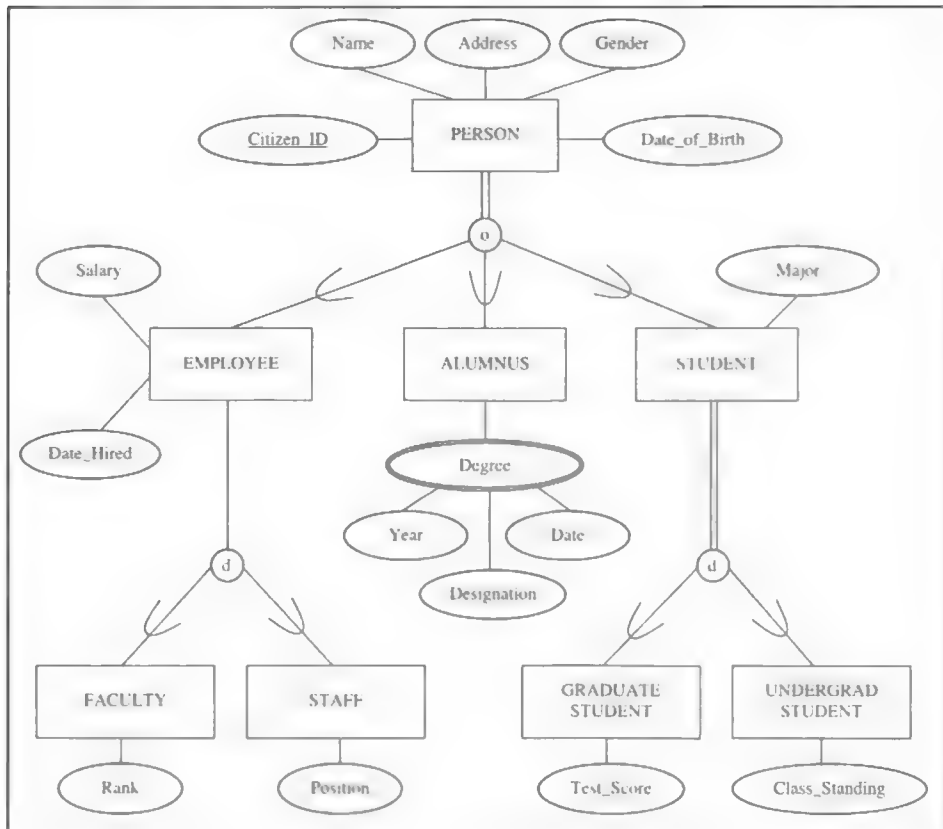 Name
Address
Gender
Citizen_ID
PERSON
Date_of_Birth
o
Salary
Major
EMPLOYEE
ALUMNUS
STUDENT
Date_Hired
Degree
Year
Date
Designation
d
d
FACULTY
STAFF
GRADUATE
STUDENT
UNDERGRAD
STUDENT
Rank
Position
Test_Score
Class_Standing